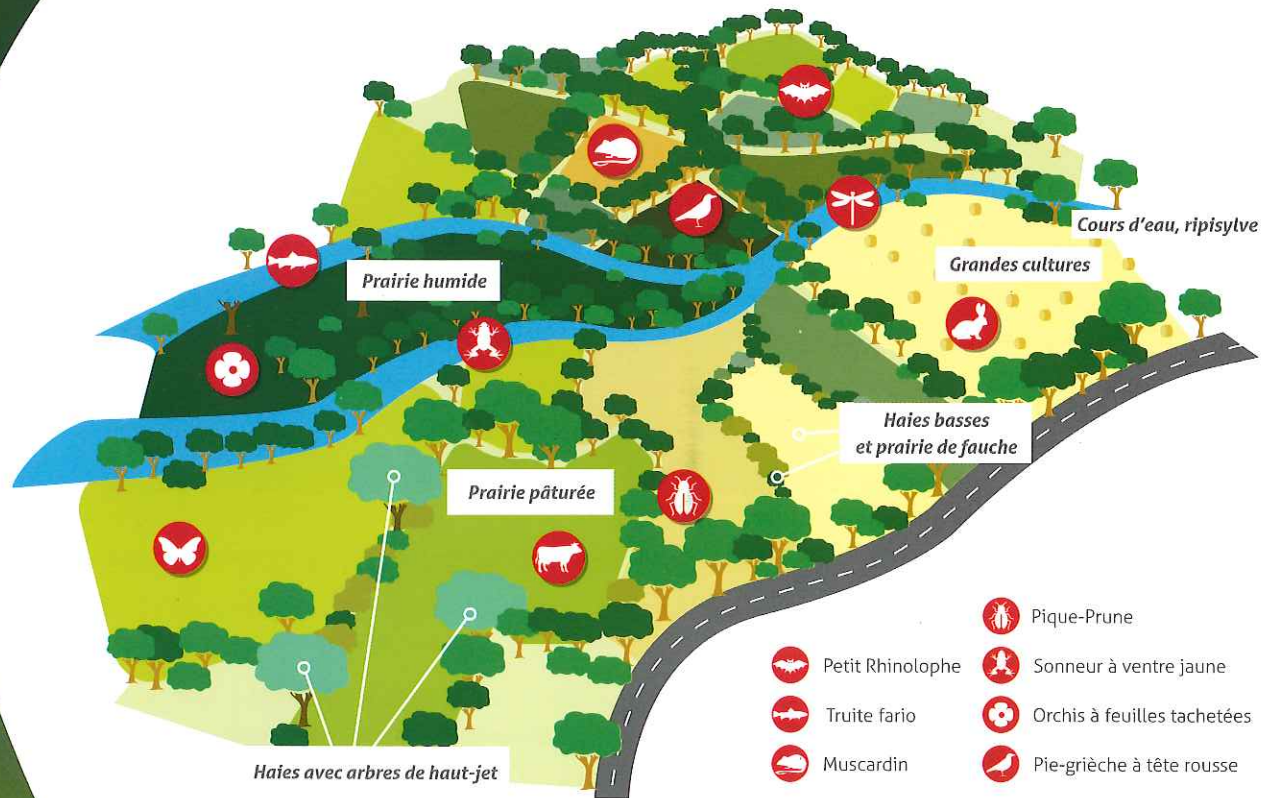 Cours d'eau, ripisylve
Grandes cultures
Prairie humide
Haies basses
et prairie de fauche
Prairie pâturée
Haies avec arbres de haut-jet
Petit Rhinolophe
Truite fario
Muscardin
Pique-Prune
Sonneur à ventre jaune
Orchis à feuilles tachetées
Pie-grièche à tête rousse